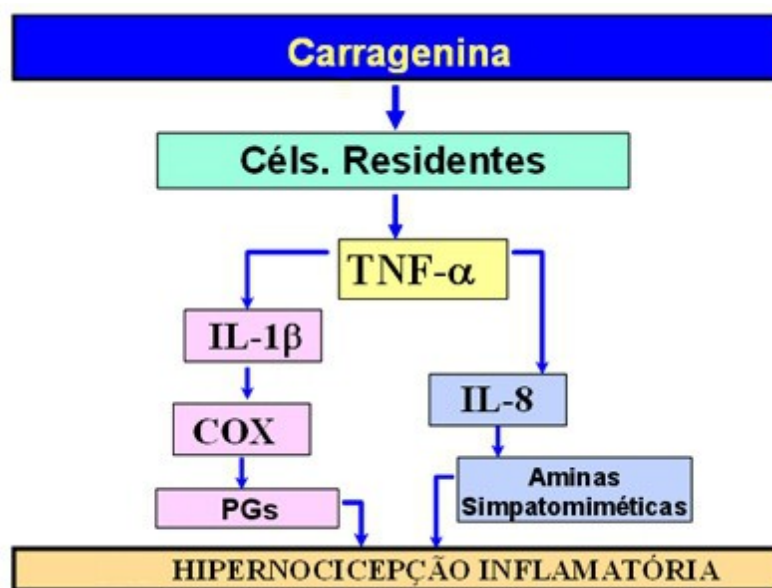 Carragenina
Céls. Residentes
TNF-α
IL-1β
IL-8
COX
Aminas
Simpatomiméticas
PGs
HIPERNOCICEPÇÃO INFLAMATÓRIA